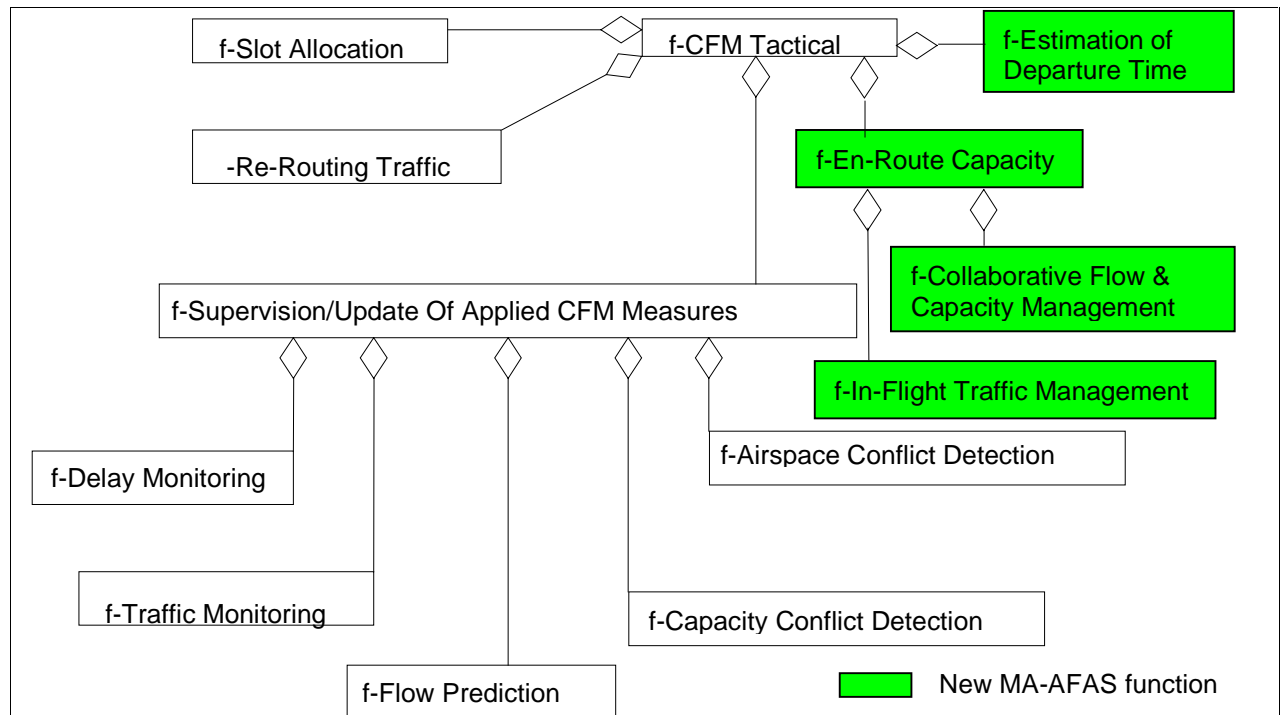 f-Slot Allocation
f-CFM Tactical
f-Estimation of
Departure Time
-Re-Routing Traffic
f-En-Route Capacity
f-Collaborative Flow &
Capacity Management
f-Supervision/Update Of Applied CFM Measures
f-In-Flight Traffic Management
f-Delay Monitoring
f-Airspace Conflict Detection
f-Traffic Monitoring
f-Capacity Conflict Detection
f-Flow Prediction
New MA-AFAS function